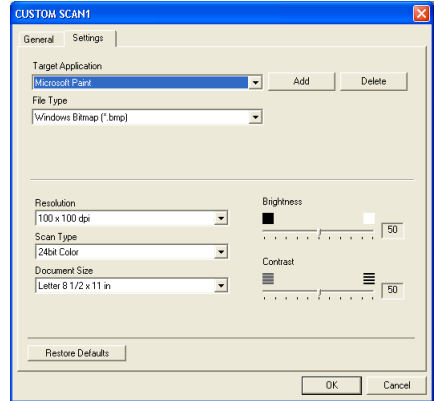 CUSTOM SCAN1
General Settings
Target Application
Microsoft Paint Add Delete
File Type
Windows Bitmap (*.bmp)
Resolution
100 x 100 dpi
Scan Type
24bit Color
Document Size
Letter 8 1/2 x 11 in
Brightness
50
Contrast
50
Restore Defaults
OK Cancel